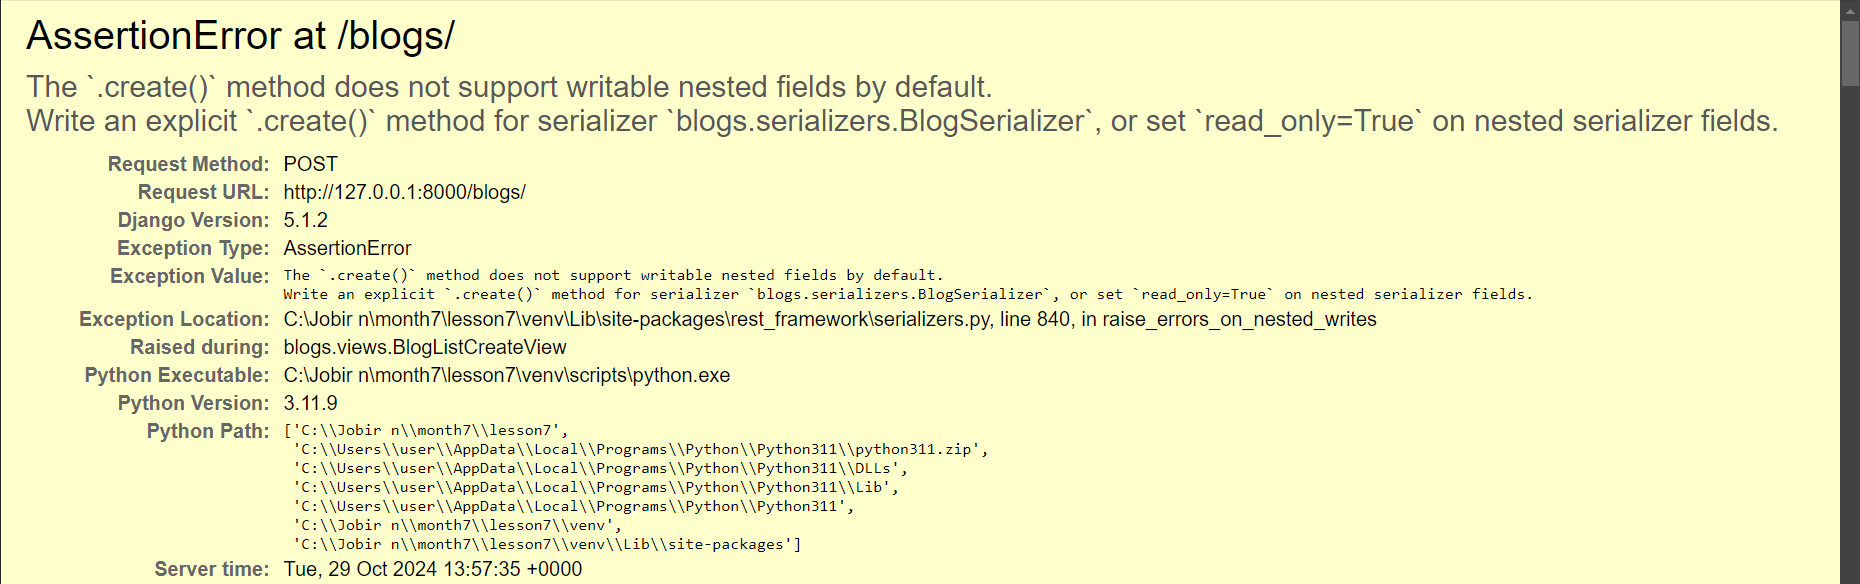 AssertionError at /blogs/
The `.create()` method does not support writable nested fields by default.
Write an explicit `.create()` method for serializer `blogs.serializers.BlogSerializer`, or set `read_only=True` on nested serializer fields.
Request Method: POST
Request URL: http://127.0.0.1:8000/blogs/
Django Version: 5.1.2
Exception Type: AssertionError
Exception Value: The `.create()` method does not support writable nested fields by default.
Write an explicit `.create()` method for serializer `blogs.serializers.BlogSerializer`, or set `read_only=True` on nested serializer fields.
Exception Location: C:\Jobir n\month7\lesson7\venv\Lib\site-packages\rest_framework\serializers.py, line 840, in raise_errors_on_nested_writes
Raised during: blogs.views.BlogListCreateView
Python Executable: C:\Jobir n\month7\lesson7\venv\scripts\python.exe
Python Version: 3.11.9
Python Path: ['C:\\Jobir n\\month7\\lesson7',
'C:\\Users\\user\\AppData\\Local\\Programs\\Python\\Python311\\python311.zip',
'C:\\Users\\user\\AppData\\Local\\Programs\\Python\\Python311\\DLLs',
'C:\\Users\\user\\AppData\\Local\\Programs\\Python\\Python311\\Lib',
'C:\\Users\\user\\AppData\\Local\\Programs\\Python\\Python311',
'C:\\Jobir n\\month7\\lesson7\\venv',
'C:\\Jobir n\\month7\\lesson7\\venv\\Lib\\site-packages']
Server time: Tue, 29 Oct 2024 13:57:35 +0000